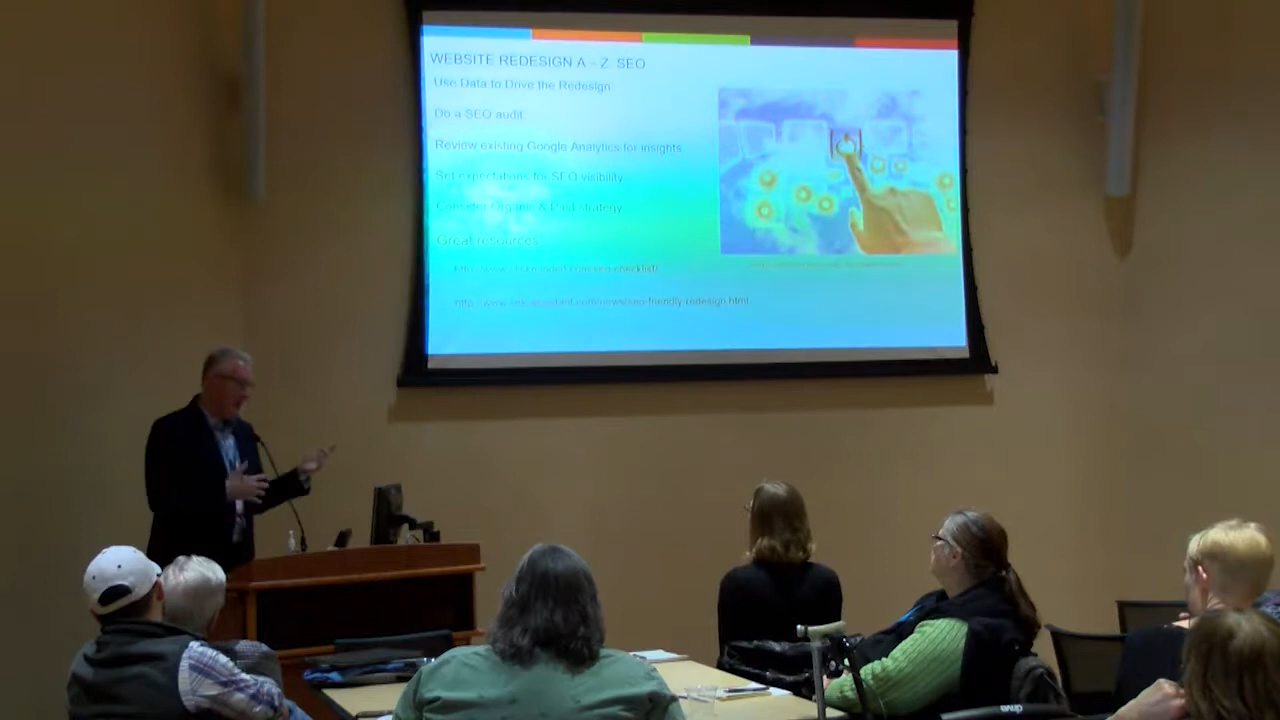 WEBSITE REDESIGN A – Z SEO
Use Data to Drive the Redesign
Do a SEO audit
Review existing Google Analytics for insights
Set expectations for SEO visibility
Consider Organic & Paid strategy
Great resources
drive